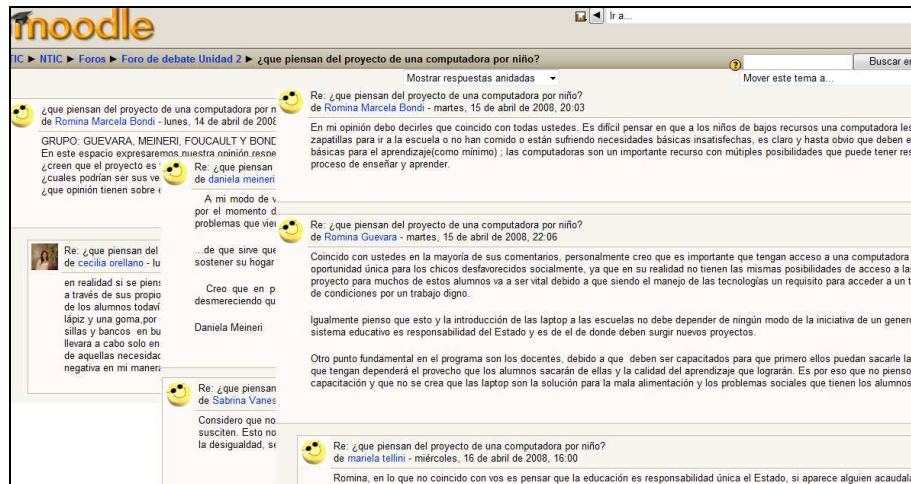 moodle
Ir a...
TIC ► NTIC ► Foros ► Foro de debate Unidad 2 ► ¿que piensan del proyecto de una computadora por niño?
Buscar en
Mostrar respuestas anidadas
Mover este tema a...
¿que piensan del proyecto de una computadora por n
de Romina Marcela Bondi - lunes, 14 de abril de 2008
GRUPO: GUEVARA, MEINERI, FOUCAULT Y BOND
En este espacio expresaremos nuestra opinión respe
¿creen que el proyecto es
¿cuales podrían ser sus ve
¿que opinión tienen sobre
Re: ¿que piensan del
de cecilia orellano - lu
en realidad si se piens
a través de sus propio
de los alumnos todaví
lápiz y una goma,por
sillas y bancos en bu
llevara a cabo solo en
de aquellas necesidad
negativa en mi manera
Re: ¿que piensan
de daniela meineri
A mi modo de v
por el momento d
problemas que vien
...de que sirve que
sostener su hogar
Creo que en p
desmereciendo qu
Daniela Meineri
Re: ¿que piensan
de Sabrina Vanes
Considero que no
susciten. Esto no
la desigualdad, se
Re: ¿que piensan del proyecto de una computadora por niño?
de Romina Marcela Bondi - martes, 15 de abril de 2008, 20:03
En mi opinión debo decirles que coincido con todas ustedes. Es difícil pensar en que a los niños de bajos recursos una computadora les
zapatillas para ir a la escuela o no han comido o están sufriendo necesidades básicas insatisfechas, es claro y hasta obvio que deben e
básicas para el aprendizaje(como mínimo) ; las computadoras son un importante recurso con mútiples posibilidades que puede tener res
proceso de enseñar y aprender.
Re: ¿que piensan del proyecto de una computadora por niño?
de Romina Guevara - martes, 15 de abril de 2008, 22:06
Coincido con ustedes en la mayoría de sus comentarios, personalmente creo que es importante que tengan acceso a una computadora
oportunidad única para los chicos desfavorecidos socialmente, ya que en su realidad no tienen las mismas posibilidades de acceso a la
proyecto para muchos de estos alumnos va a ser vital debido a que siendo el manejo de las tecnologías un requisito para acceder a un t
de condiciones por un trabajo digno.
Igualmente pienso que esto y la introducción de las laptop a las escuelas no debe depender de ningún modo de la iniciativa de un genero
sistema educativo es responsabilidad del Estado y es de el de donde deben surgir nuevos proyectos.
Otro punto fundamental en el programa son los docentes, debido a que deben ser capacitados para que primero ellos puedan sacarle la
que tengan dependerá el provecho que los alumnos sacarán de ellas y la calidad del aprendizaje que lograrán. Es por eso que no pienso
capacitación y que no se crea que las laptop son la solución para la mala alimentación y los problemas sociales que tienen los alumnos
Re: ¿que piensan del proyecto de una computadora por niño?
de mariela tellini - miércoles, 16 de abril de 2008, 16:00
Romina, en lo que no coincido con vos es pensar que la educación es responsabilidad única el Estado, si aparece alguien acaudala